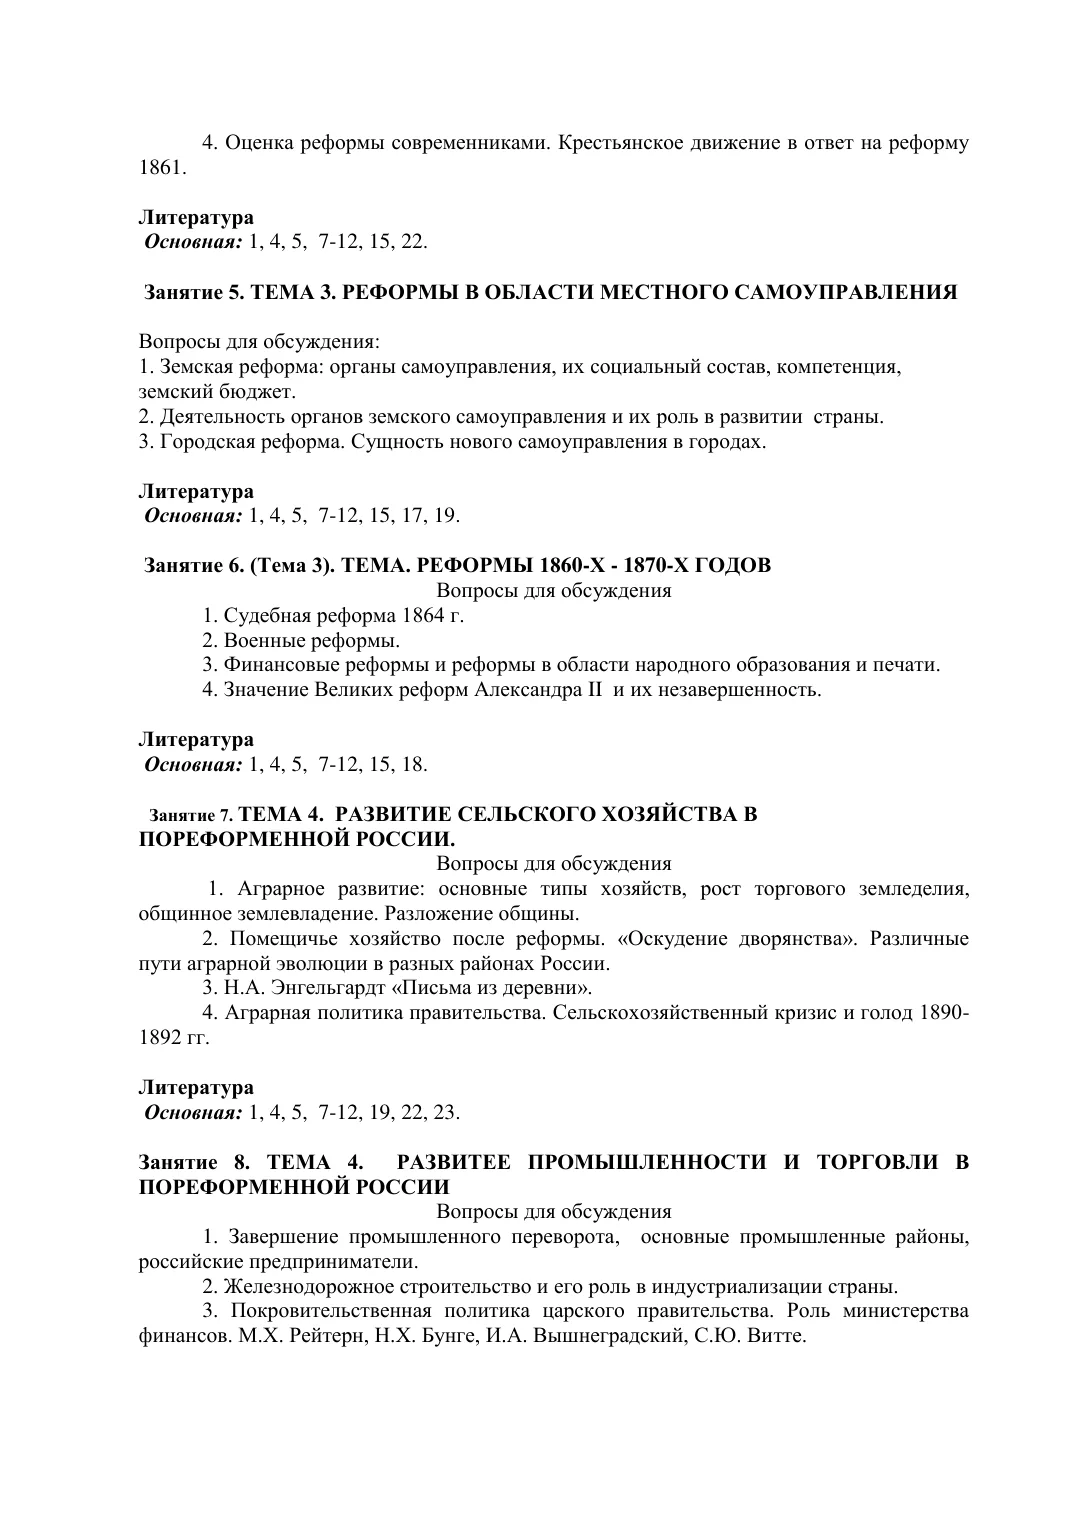 4. Оценка реформы современниками. Крестьянское движение в ответ на реформу
1861.
Литература
Основная: 1, 4, 5, 7-12, 15, 22.
Занятие 5. ТЕМА 3. РЕФОРМЫ В ОБЛАСТИ МЕСТНОГО САМОУПРАВЛЕНИЯ
Вопросы для обсуждения:
1. Земская реформа: органы самоуправления, их социальный состав, компетенция,
земский бюджет.
2. Деятельность органов земского самоуправления и их роль в развитии страны.
3. Городская реформа. Сущность нового самоуправления в городах.
Литература
Основная: 1, 4, 5, 7-12, 15, 17, 19.
Занятие 6. (Тема 3). ТЕМА. РЕФОРМЫ 1860-Х - 1870-Х ГОДОВ
Вопросы для обсуждения
1. Судебная реформа 1864 г.
2. Военные реформы.
3. Финансовые реформы и реформы в области народного образования и печати.
4. Значение Великих реформ Александра II и их незавершенность.
Литература
Основная: 1, 4, 5, 7-12, 15, 18.
Занятие 7. ТЕМА 4. РАЗВИТИЕ СЕЛЬСКОГО ХОЗЯЙСТВА В
ПОРЕФОРМЕННОЙ РОССИИ.
Вопросы для обсуждения
1. Аграрное развитие: основные типы хозяйств, рост торгового земледелия,
общинное землевладение. Разложение общины.
2. Помещичье хозяйство после реформы. «Оскудение дворянства». Различные
пути аграрной эволюции в разных районах России.
3. Н.А. Энгельгардт «Письма из деревни».
4. Аграрная политика правительства. Сельскохозяйственный кризис и голод 1890-
1892 гг.
Литература
Основная: 1, 4, 5, 7-12, 19, 22, 23.
Занятие 8. ТЕМА 4. РАЗВИТЕЕ ПРОМЫШЛЕННОСТИ И ТОРГОВЛИ В
ПОРЕФОРМЕННОЙ РОССИИ
Вопросы для обсуждения
1. Завершение промышленного переворота, основные промышленные районы,
российские предприниматели.
2. Железнодорожное строительство и его роль в индустриализации страны.
3. Покровительственная политика царского правительства. Роль министерства
финансов. М.Х. Рейтерн, Н.Х. Бунге, И.А. Вышнеградский, С.Ю. Витте.